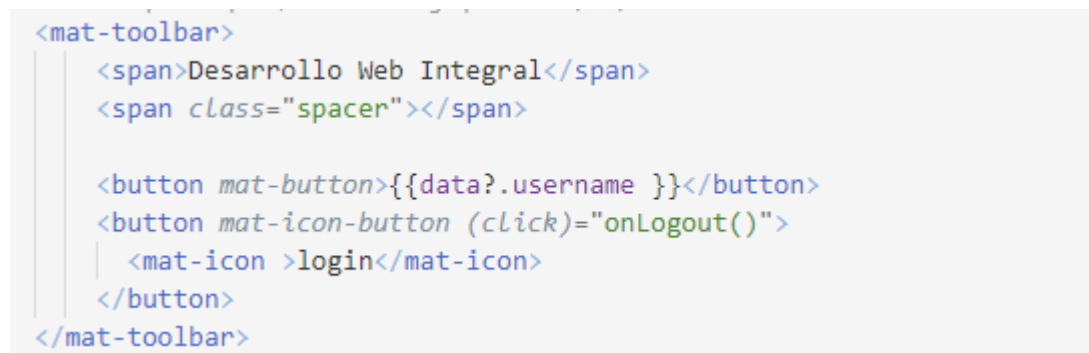 <mat-toolbar>
<span>Desarrollo Web Integral</span>
<span class="spacer"></span>
<button mat-button>{{data?.username }}</button>
<button mat-icon-button (click)="onLogout()">
<mat-icon >login</mat-icon>
</button>
</mat-toolbar>